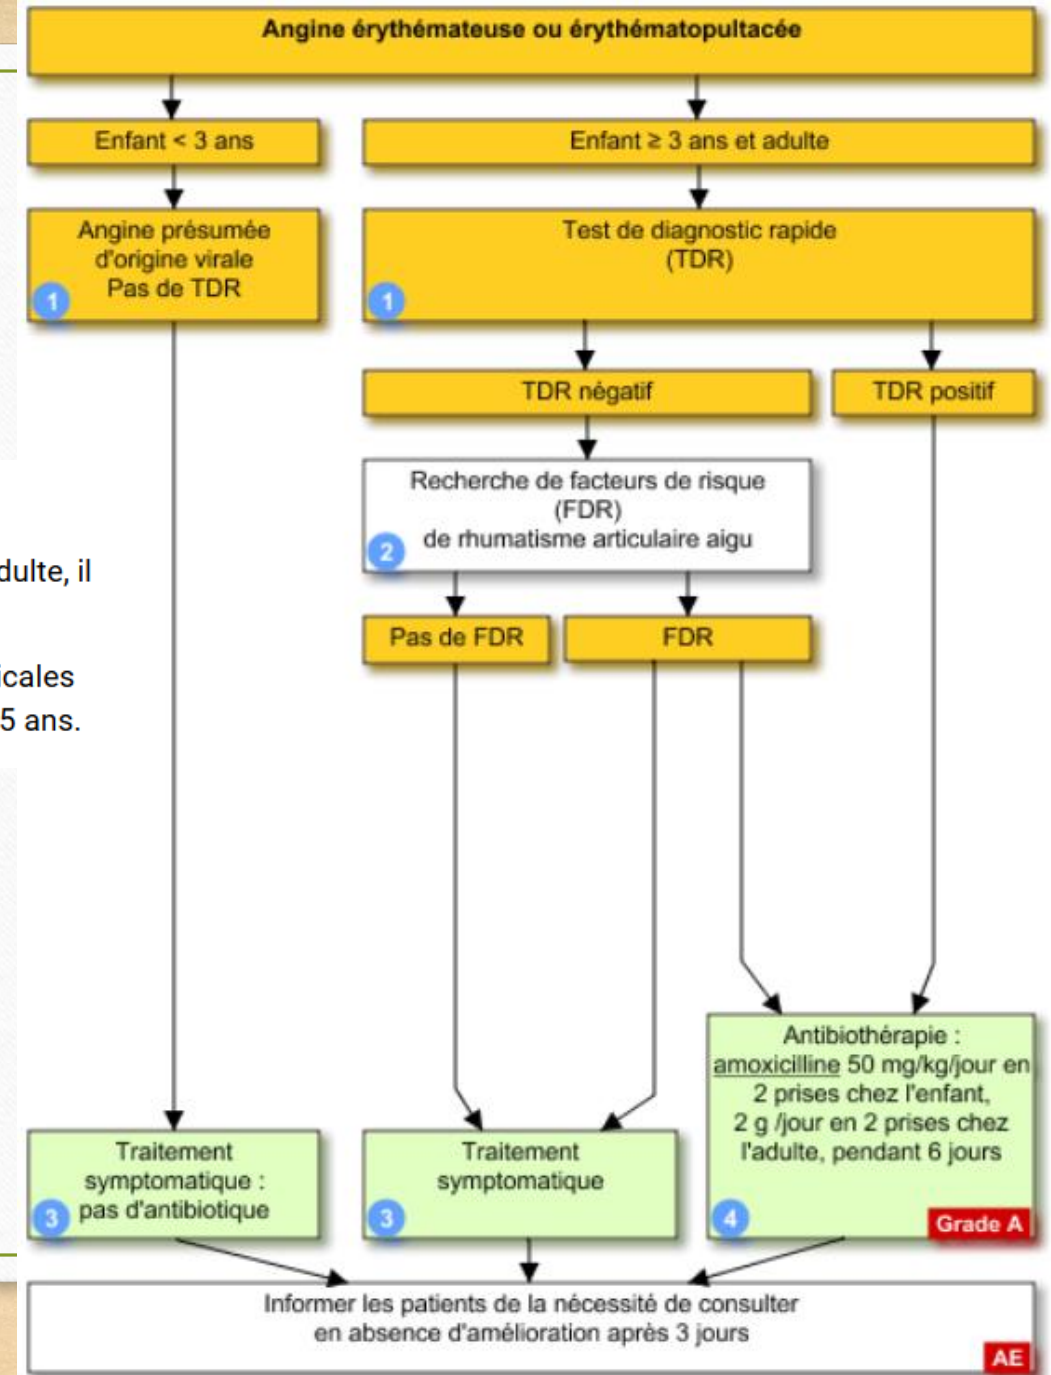 Angine érythémateuse ou érythématopultacée
Enfant < 3 ans
Enfant ≥ 3 ans et adulte
Angine présumée
d'origine virale
Pas de TDR
1
Test de diagnostic rapide
(TDR)
1
TDR négatif
TDR positif
Recherche de facteurs de risque
(FDR)
de rhumatisme articulaire aigu
2
dulte, il
icales
5 ans.
Pas de FDR
FDR
Traitement
symptomatique :
pas d'antibiotique
3
Traitement
symptomatique
3
Antibiothérapie :
amoxicilline 50 mg/kg/jour en
2 prises chez l'enfant,
2 g /jour en 2 prises chez
l'adulte, pendant 6 jours
4
Grade A
Informer les patients de la nécessité de consulter
en absence d'amélioration après 3 jours
AE